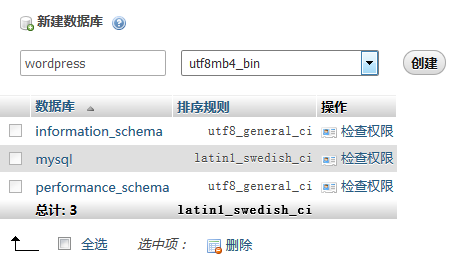 新建数据库
wordpress utf8mb4_bin 创建
数据库 排序规则 操作
information_schema utf8_general_ci 检查权限
mysql latin1_swedish_ci 检查权限
performance_schema utf8_general_ci 检查权限
总计: 3 latin1_swedish_ci
全选 选中项： 删除